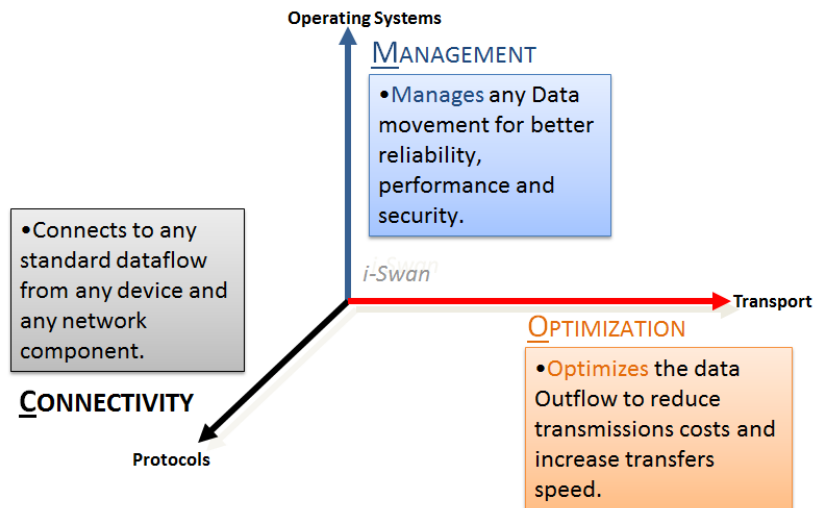 Operating Systems
MANAGEMENT
•Manages any Data
movement for better
reliability,
performance and
security.
•Connects to any
standard dataflow
from any device and
any network
component.
i-Swan
Transport
OPTIMIZATION
•Optimizes the data
Outflow to reduce
transmissions costs and
increase transfers
speed.
CONNECTIVITY
Protocols